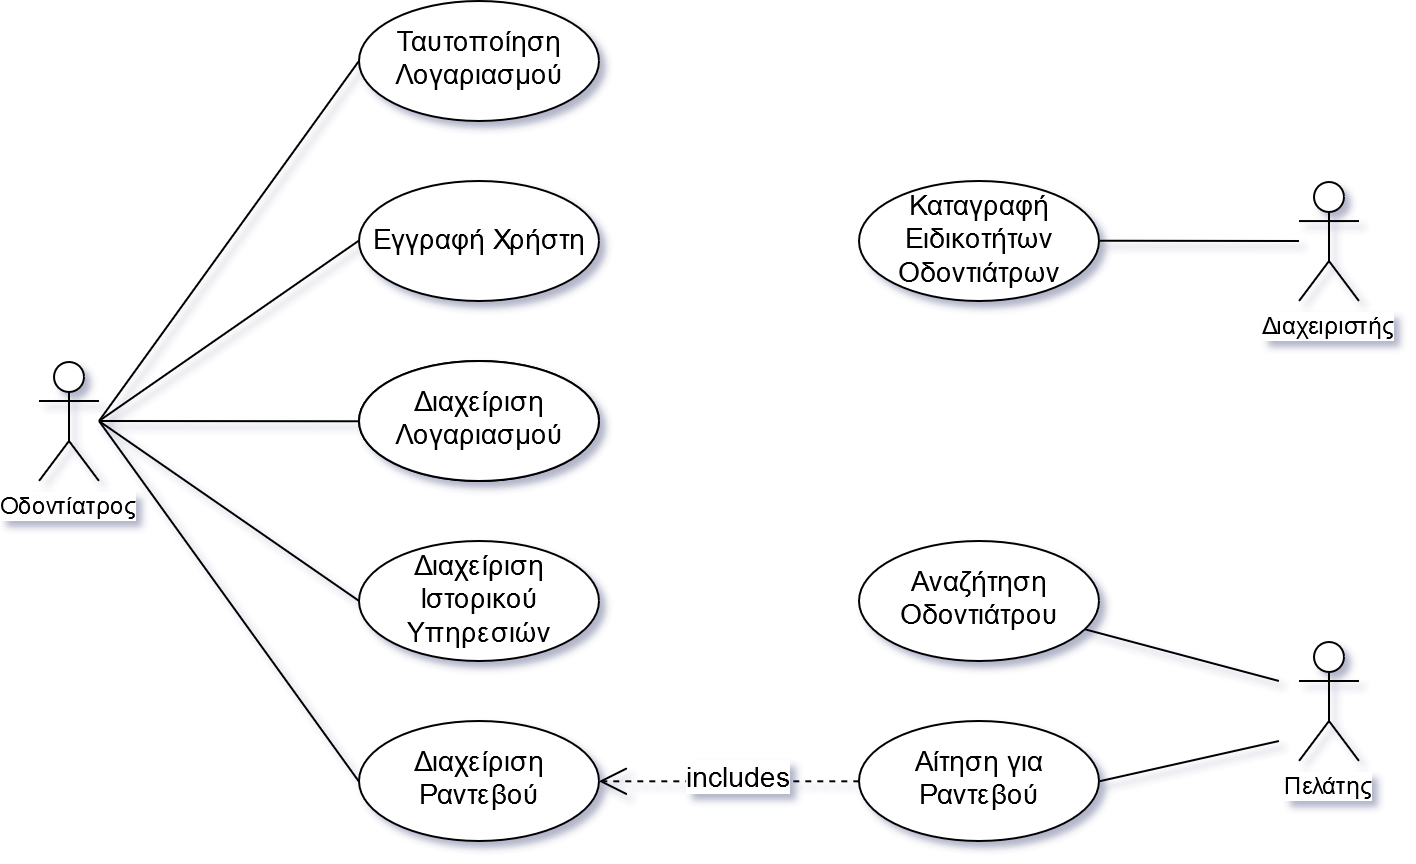 Ταυτοποίηση
Λογαριασμού
Εγγραφή Χρήστη
Καταγραφή
Ειδικοτήτων
Οδοντιάτρων
Διαχειριστής
Διαχείριση
Λογαριασμού
Οδοντίατρος
Διαχείριση
Ιστορικού
Υπηρεσιών
Αναζήτηση
Οδοντιάτρου
Διαχείριση
Ραντεβού
includes
Αίτηση για
Ραντεβού
Πελάτης